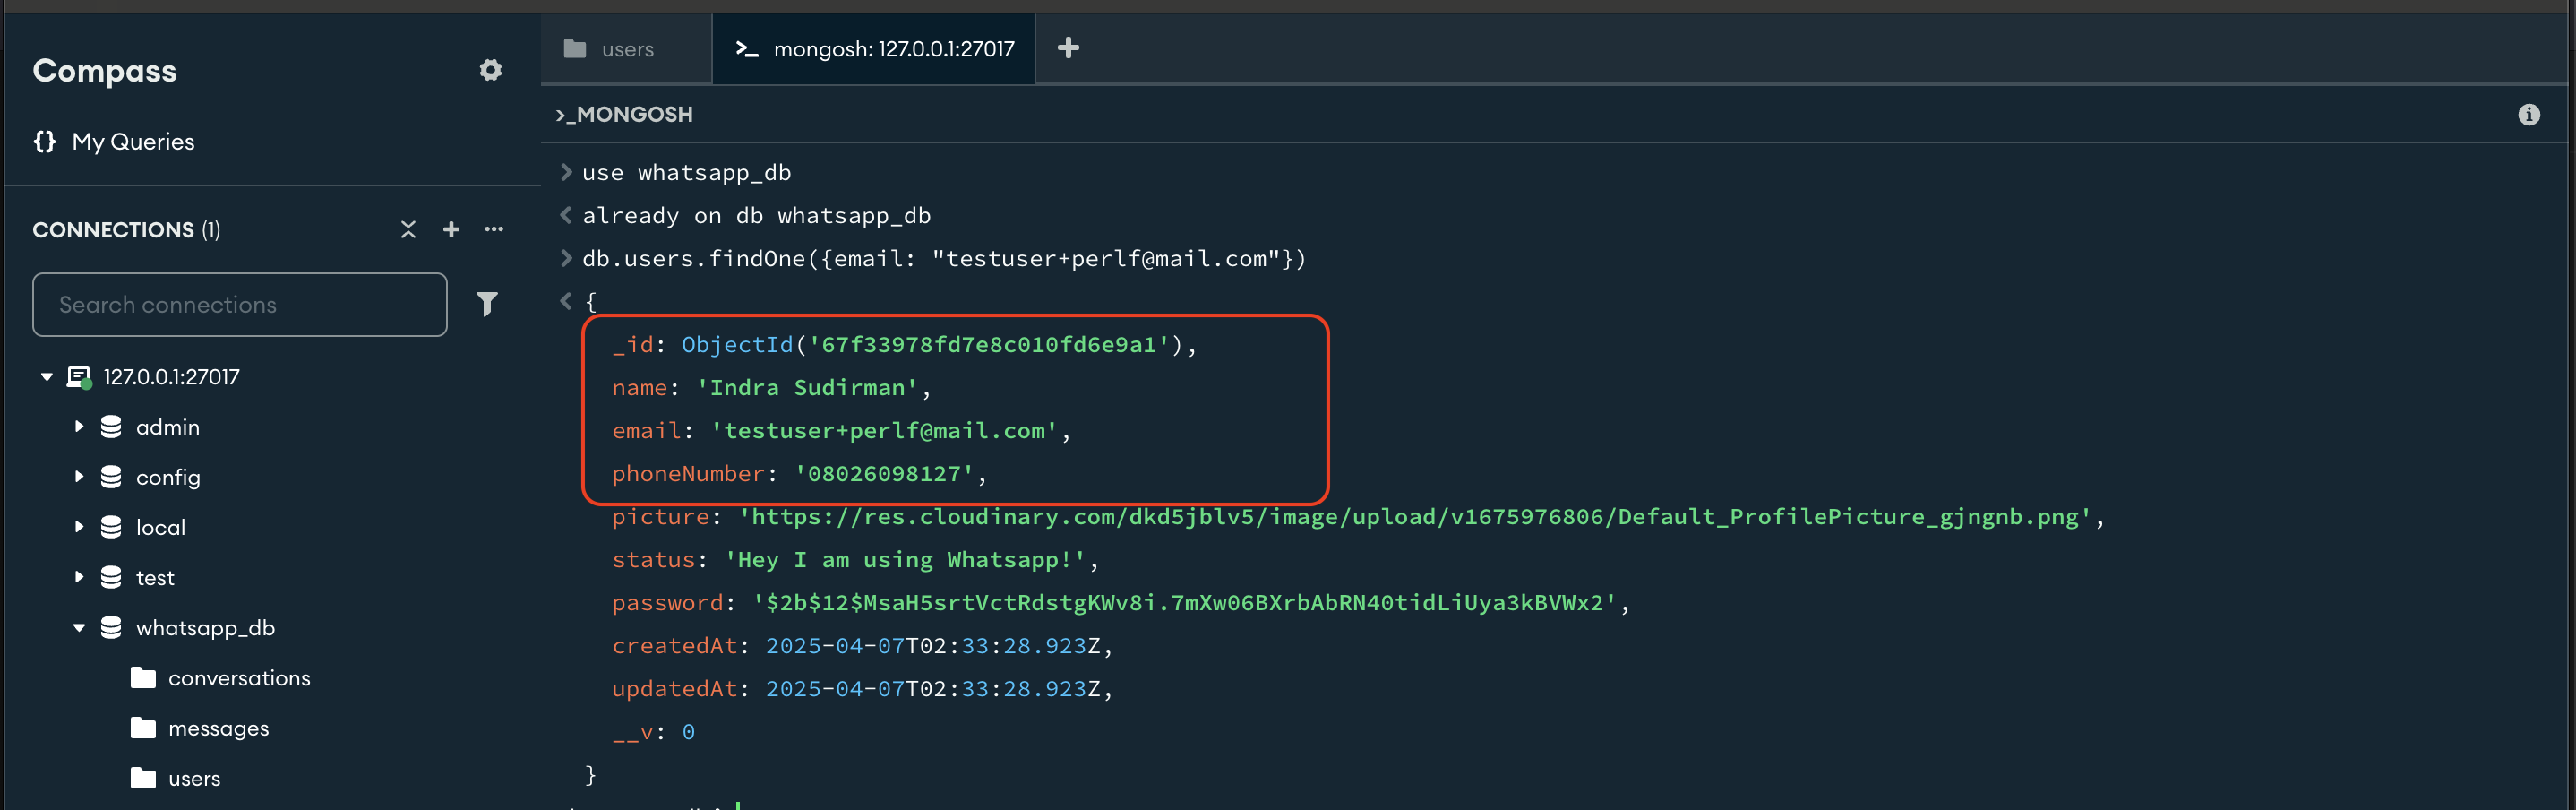 Compass
My Queries
CONNECTIONS (1)
Search connections
127.0.0.1:27017
admin
config
local
test
whatsapp_db
conversations
messages
users
users
>_ mongosh: 127.0.0.1:27017
>_MONGOSH
> use whatsapp_db
< already on db whatsapp_db
> db.users.findOne({email: "testuser+perlf@mail.com"})
< {
_id: ObjectId('67f33978fd7e8c010fd6e9a1'),
name: 'Indra Sudirman',
email: 'testuser+perlf@mail.com',
phoneNumber: '08026098127',
picture: 'https://res.cloudinary.com/dkd5jblv5/image/upload/v1675976806/Default_ProfilePicture_gjngnb.png',
status: 'Hey I am using Whatsapp!',
password: '$2b$12$MsaH5srtVctRdstgKWv8i.7mXw06BXrbAbRN40tidLiUya3kBVWx2',
createdAt: 2025-04-07T02:33:28.923Z,
updatedAt: 2025-04-07T02:33:28.923Z,
__v: 0
}